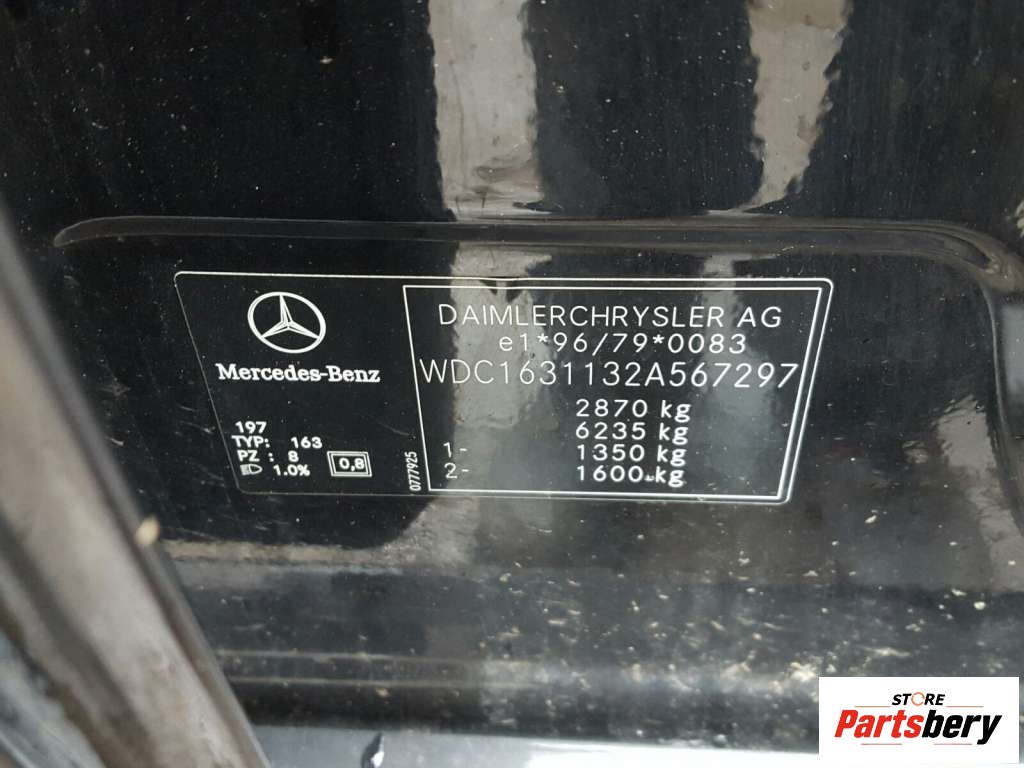 Mercedes-Benz
197
TYP: 163
PZ : 8
1.0%
0,8
0777925
DAIMLERCHRYSLER AG
e1*96/79*0083
WDC1631132A567297
2870 kg
6235 kg
1- 1350 kg
2- 1600 kg
STORE
Partsbery